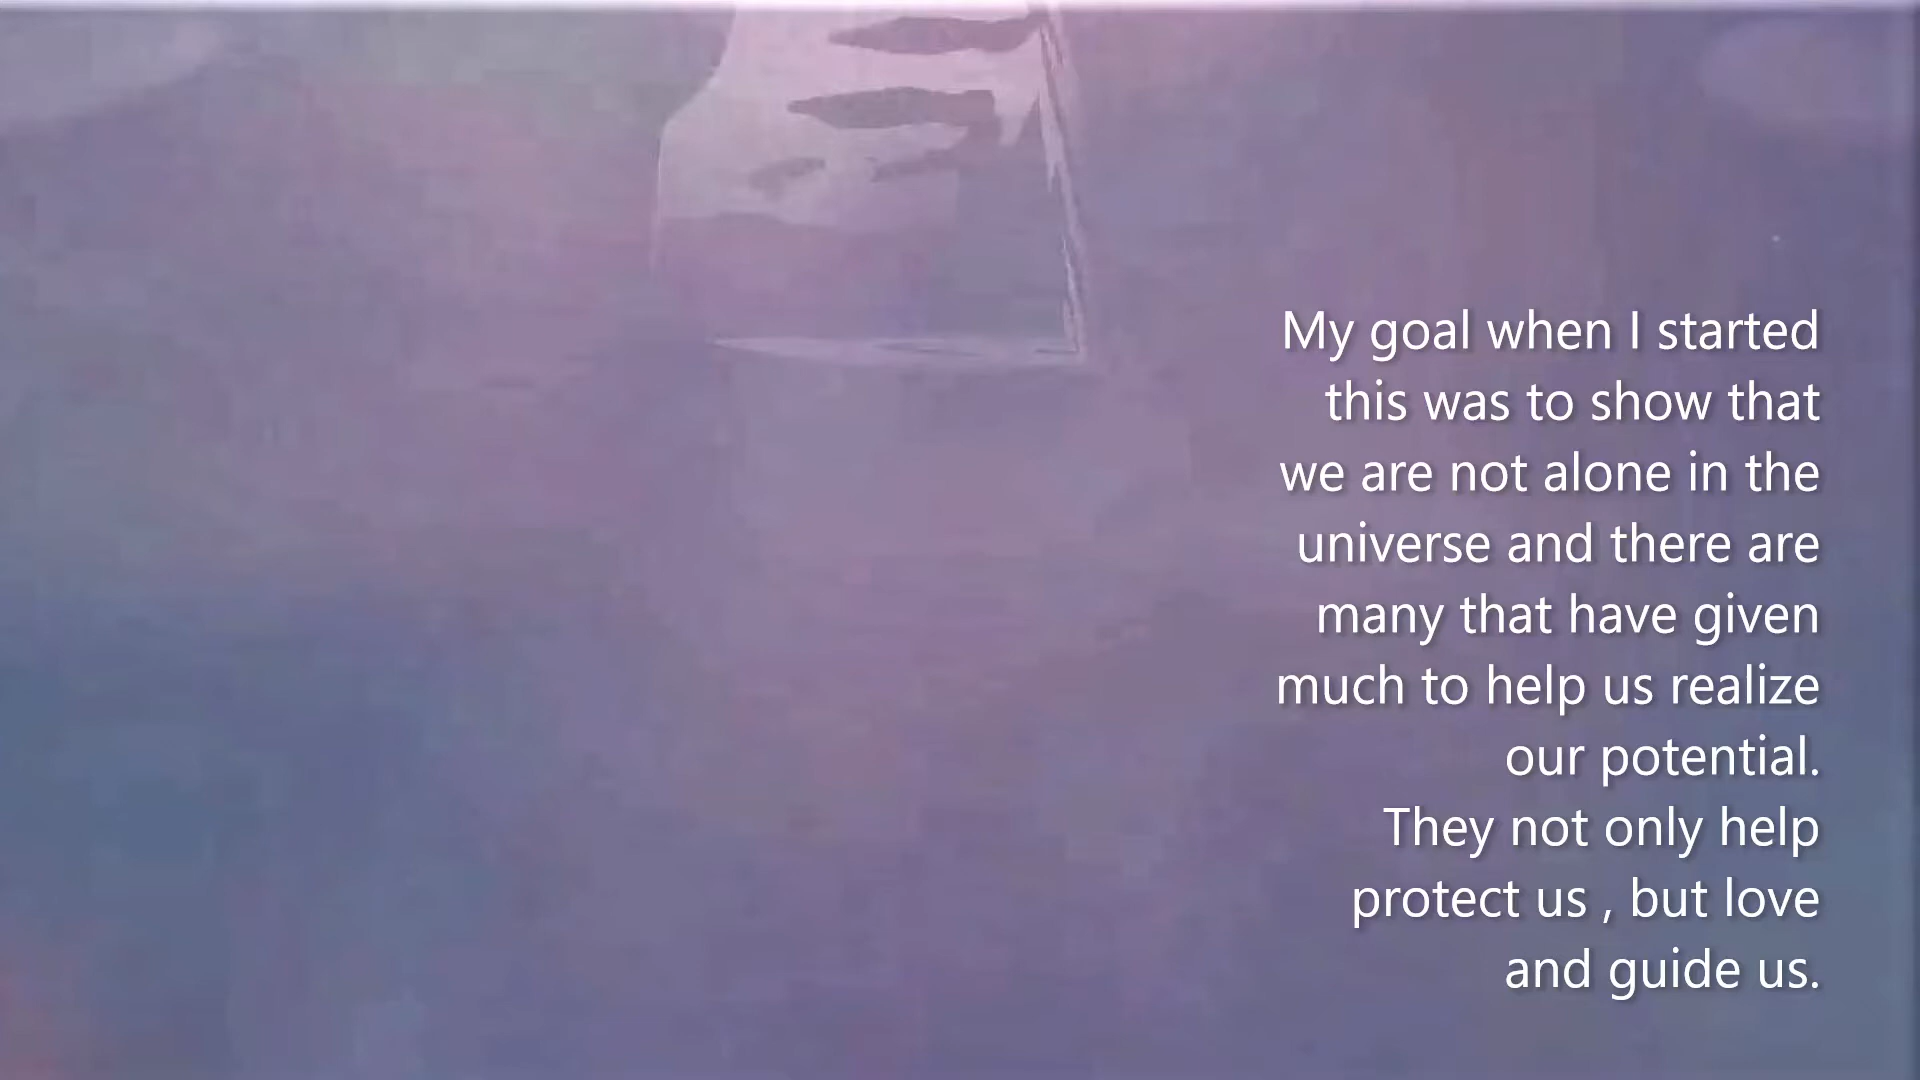 My goal when I started
this was to show that
we are not alone in the
universe and there are
many that have given
much to help us realize
our potential.
They not only help
protect us , but love
and guide us.